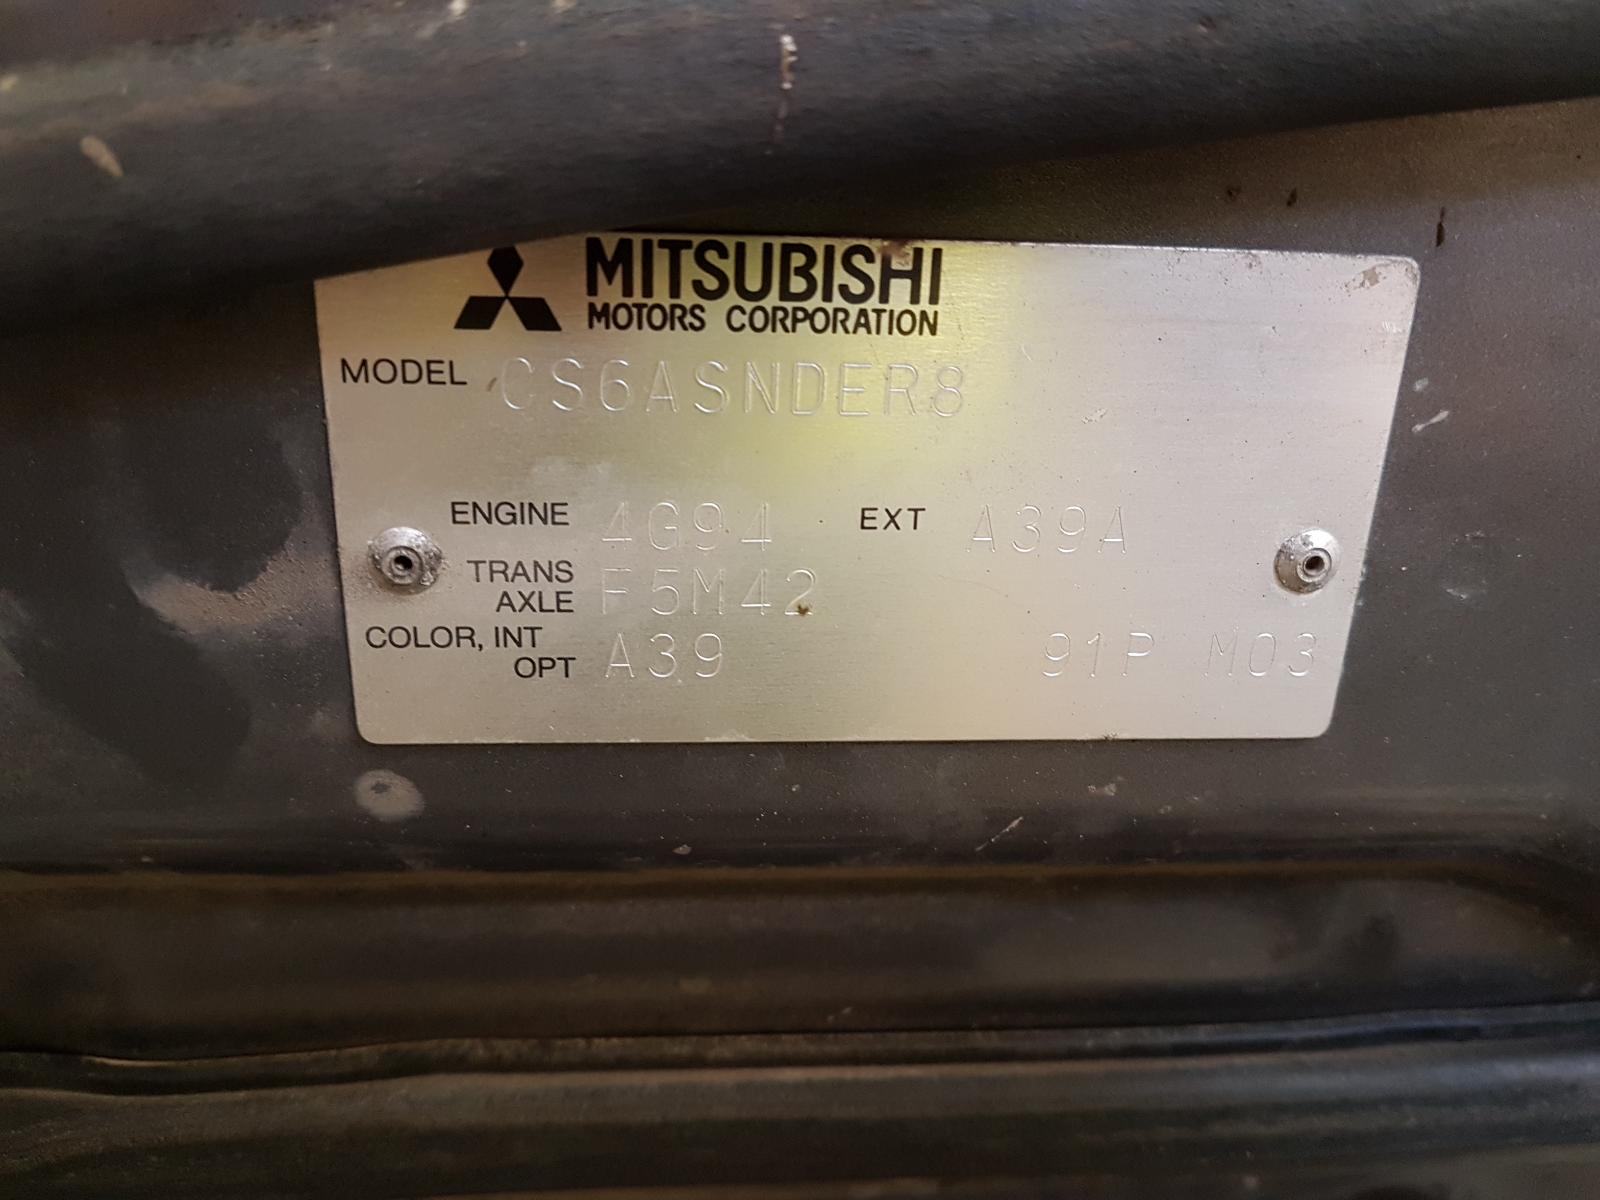 MITSUBISHI
MOTORS CORPORATION
MODEL CS6ASNDER8
ENGINE 4G94 EXT A39A
TRANS
AXLE F5M42
COLOR, INT
OPT A39 91P M03